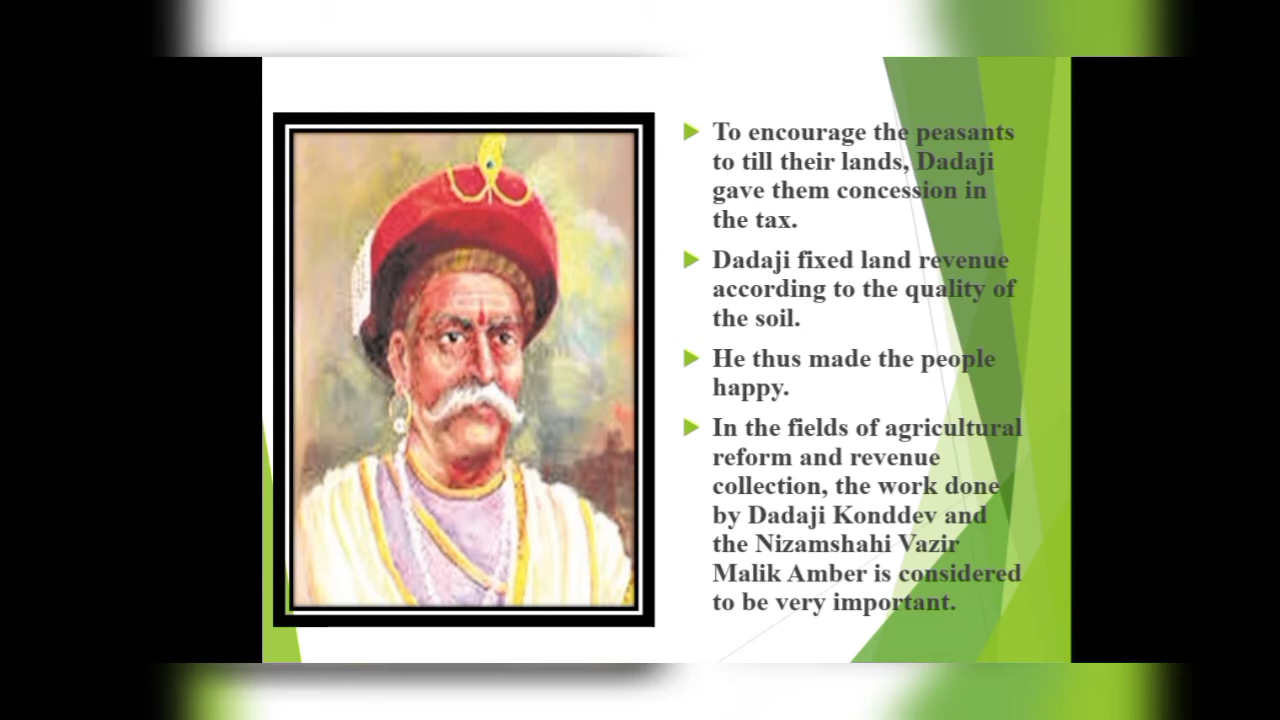 To encourage the peasants
to till their lands, Dadaji
gave them concession in
the tax.
Dadaji fixed land revenue
according to the quality of
the soil.
He thus made the people
happy.
In the fields of agricultural
reform and revenue
collection, the work done
by Dadaji Konddev and
the Nizamshahi Vazir
Malik Amber is considered
to be very important.